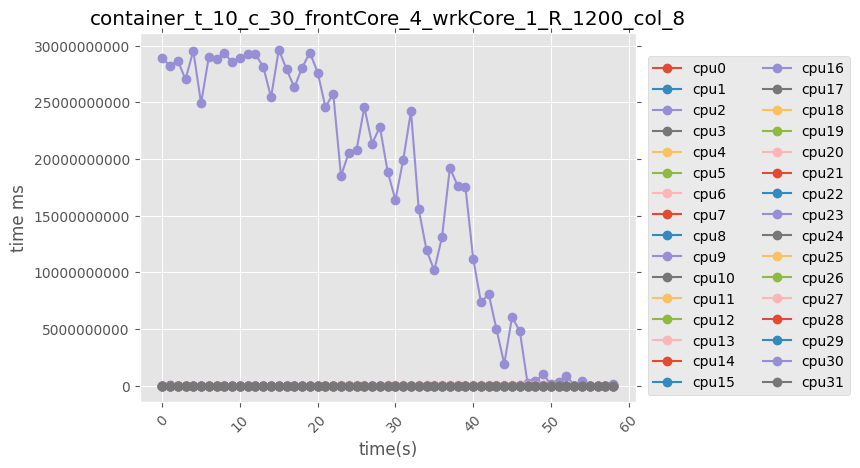 container_t_10_c_30_frontCore_4_wrkCore_1_R_1200_col_8
time ms
30000000000
25000000000
20000000000
15000000000
10000000000
5000000000
0
0
10
20
30
40
50
60
time(s)
cpu0
cpu1
cpu2
cpu3
cpu4
cpu5
cpu6
cpu7
cpu8
cpu9
cpu10
cpu11
cpu12
cpu13
cpu14
cpu15
cpu16
cpu17
cpu18
cpu19
cpu20
cpu21
cpu22
cpu23
cpu24
cpu25
cpu26
cpu27
cpu28
cpu29
cpu30
cpu31